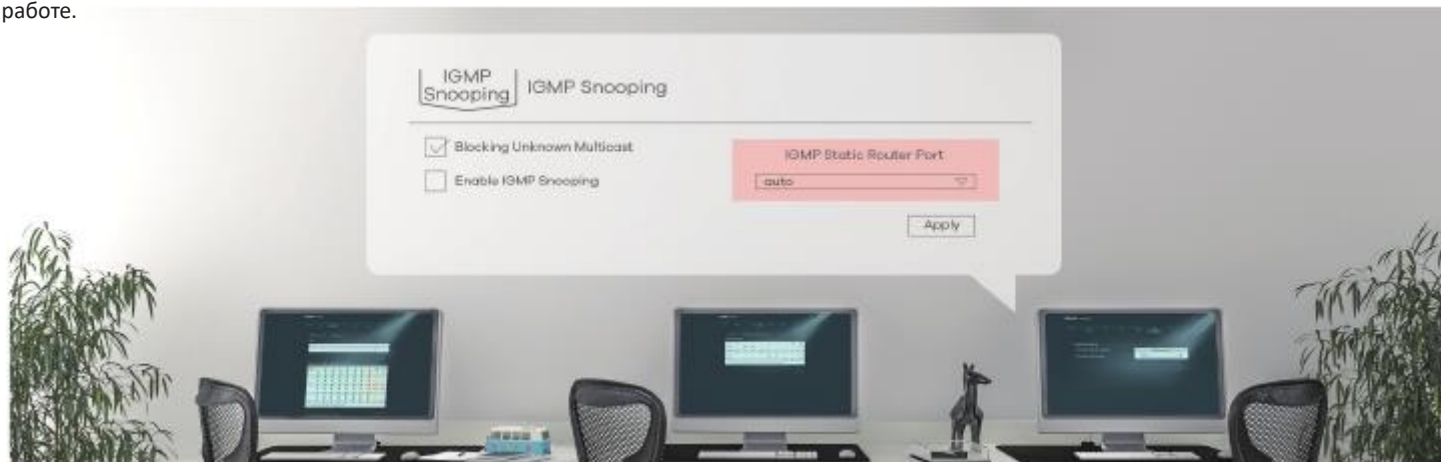 работе.
IGMP
Snooping
IGMP Snooping
Blocking Unknown Multicast
Enable IGMP Snooping
IGMP Static Router Port
auto
Apply